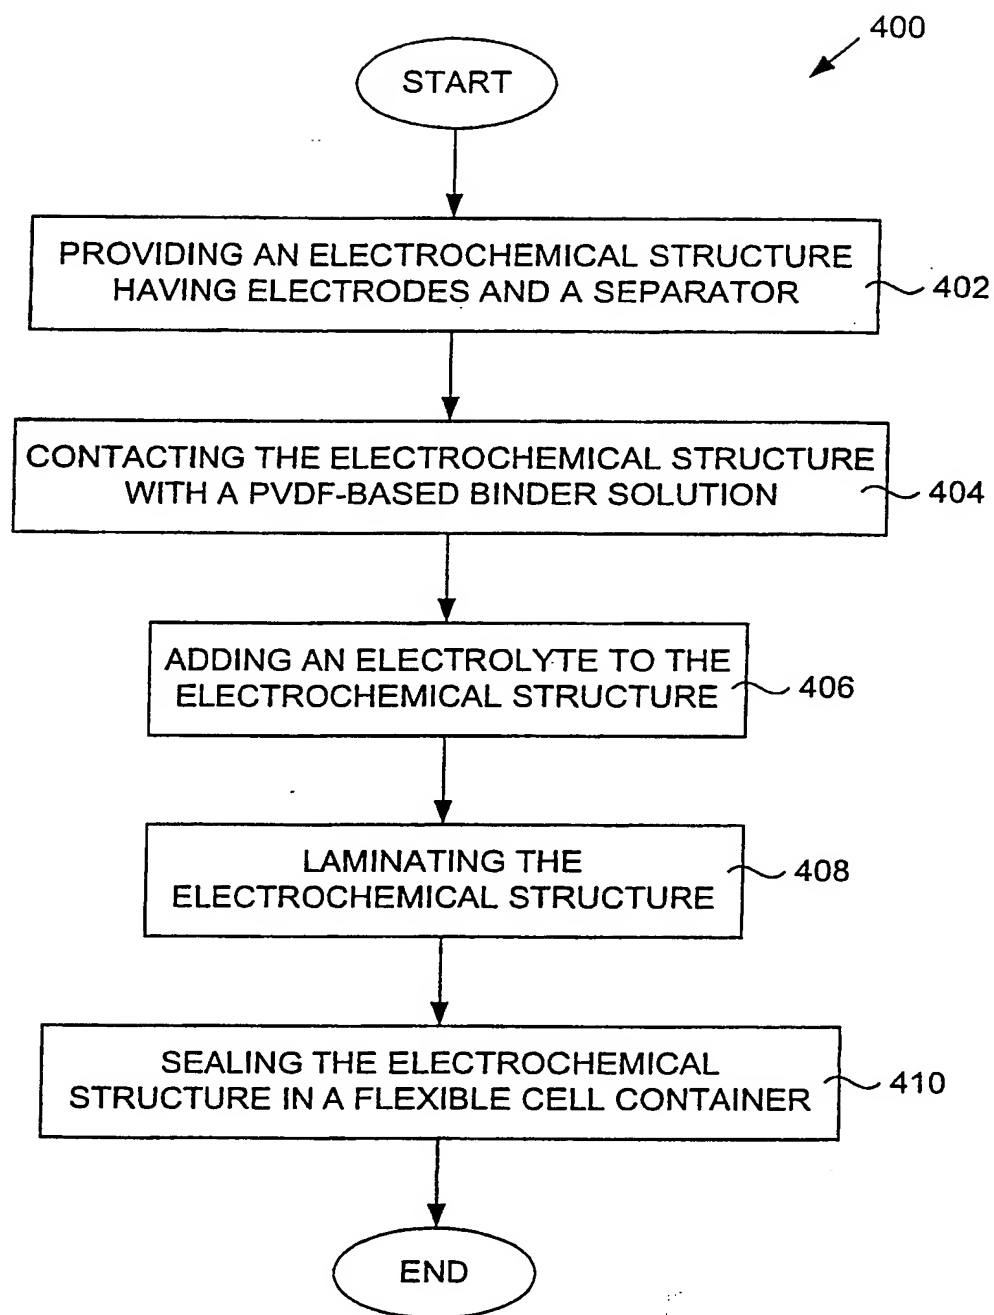 400
START
PROVIDING AN ELECTROCHEMICAL STRUCTURE
HAVING ELECTRODES AND A SEPARATOR
402
CONTACTING THE ELECTROCHEMICAL STRUCTURE
WITH A PVDF-BASED BINDER SOLUTION
404
ADDING AN ELECTROLYTE TO THE
ELECTROCHEMICAL STRUCTURE
406
LAMINATING THE
ELECTROCHEMICAL STRUCTURE
408
SEALING THE ELECTROCHEMICAL
STRUCTURE IN A FLEXIBLE CELL CONTAINER
410
END